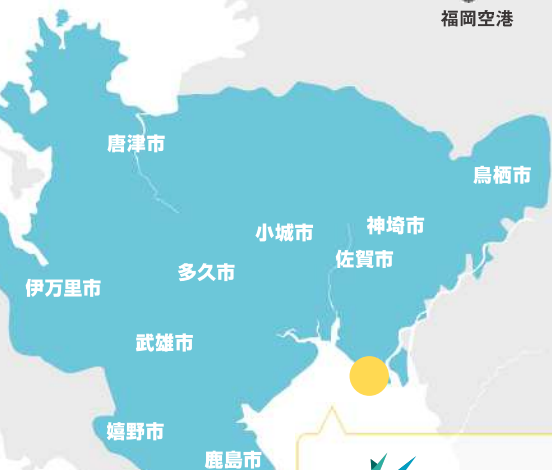 福岡空港
唐津市
鳥栖市
神埼市
小城市
佐賀市
多久市
伊万里市
武雄市
嬉野市
鹿島市